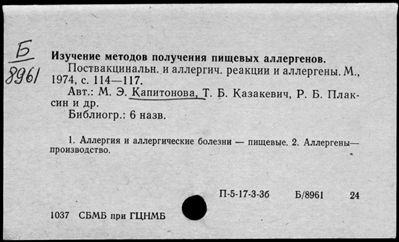 Б
8961
Изучение методов получения пищевых аллергенов.
Поствакцинальн. и аллергич. реакции и аллергены. М.,
1974, с. 114—117.
Авт.: М. Э. Капитонова, Т. Б. Казакевич, Р. Б. Плак-
син и др.
Библиогр.: 6 назв.
1. Аллергия и аллергические болезни — пищевые. 2. Аллергены—
производство.
П-5-17-3-3б Б/8961 24
1037 СБМБ при ГЦНМБ